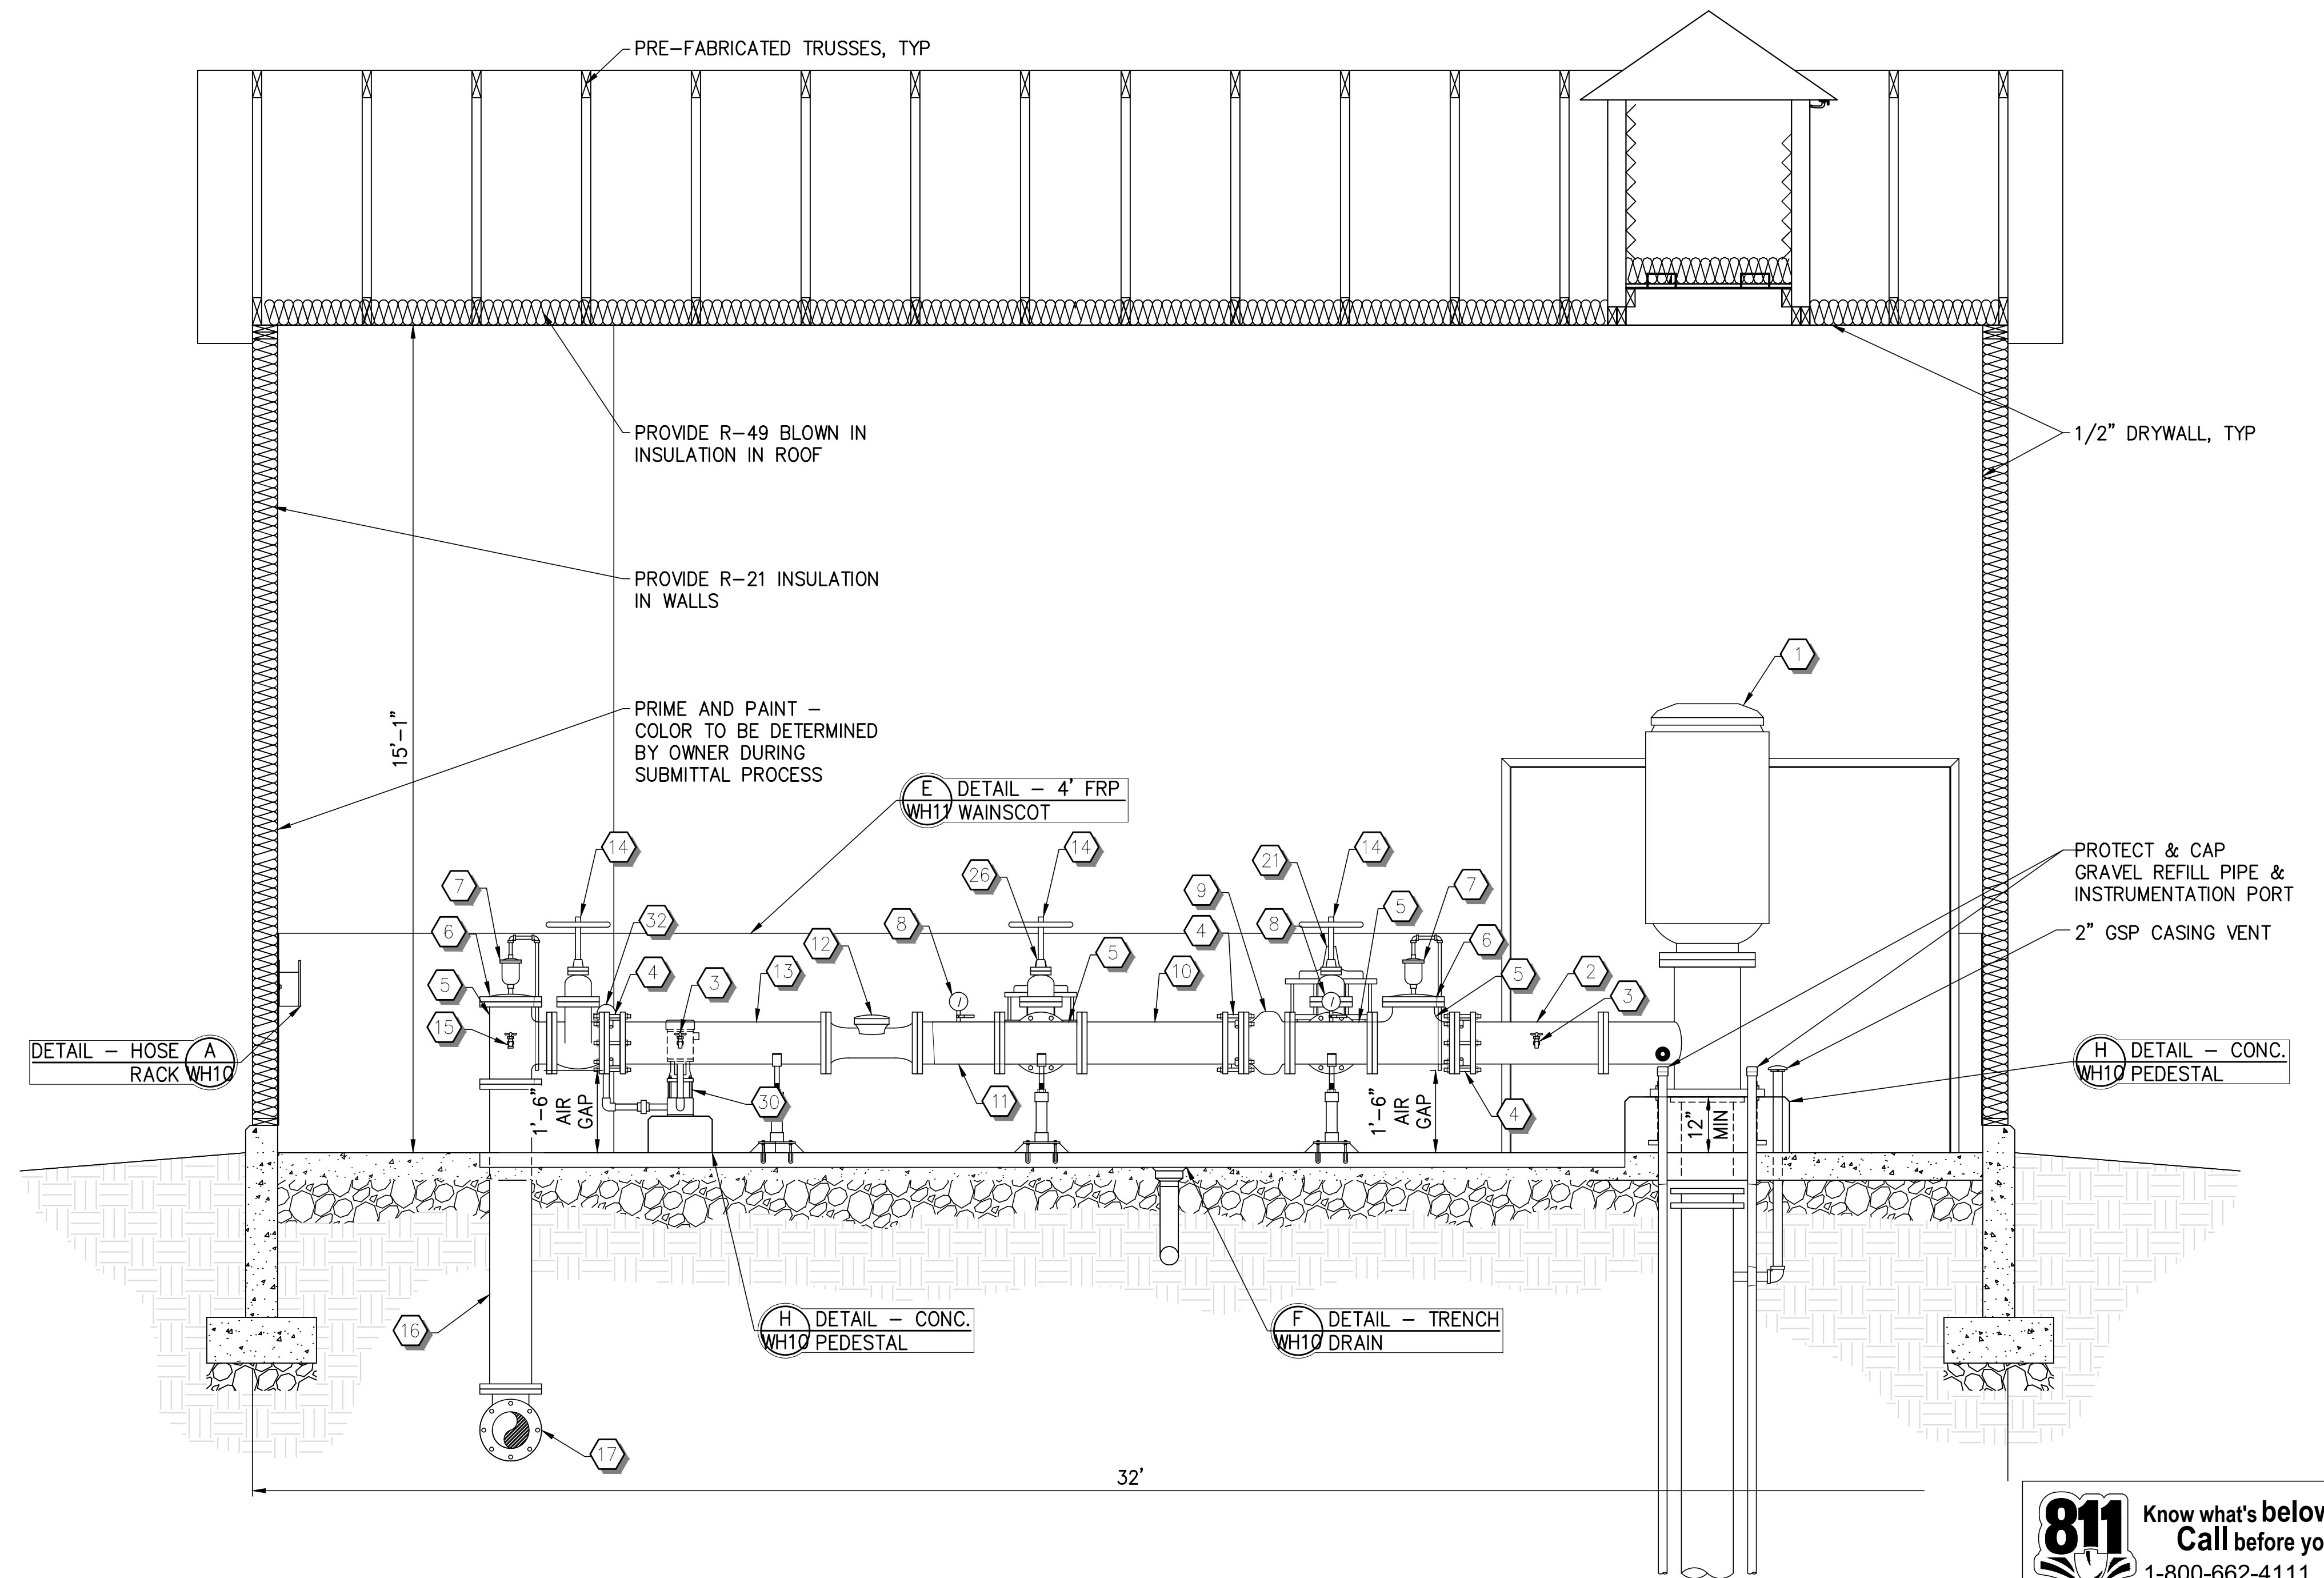 PRE-FABRICATED TRUSSES, TYP
PROVIDE R-49 BLOWN IN
INSULATION IN ROOF
1/2" DRYWALL, TYP
PROVIDE R-21 INSULATION
IN WALLS
1
15'-1"
PRIME AND PAINT -
COLOR TO BE DETERMINED
BY OWNER DURING
SUBMITTAL PROCESS
E DETAIL - 4' FRP
WH11 WAINSCOT
14
14
21
14
PROTECT & CAP
GRAVEL REFILL PIPE &
INSTRUMENTATION PORT
7
26
9
7
32
8
8
5
6
4
6
2" GSP CASING VENT
12
5
4
13
10
5
2
5
3
3
15
DETAIL - HOSE A
RACK WH10
H DETAIL - CONC.
WH10 PEDESTAL
1'-6"
AIR
GAP
30
11
1'-6"
AIR
GAP
4
12"
MIN
16
H DETAIL - CONC.
WH10 PEDESTAL
F DETAIL - TRENCH
WH10 DRAIN
17
32'
811
Know what's below
Call before yo
1-800-662-4111